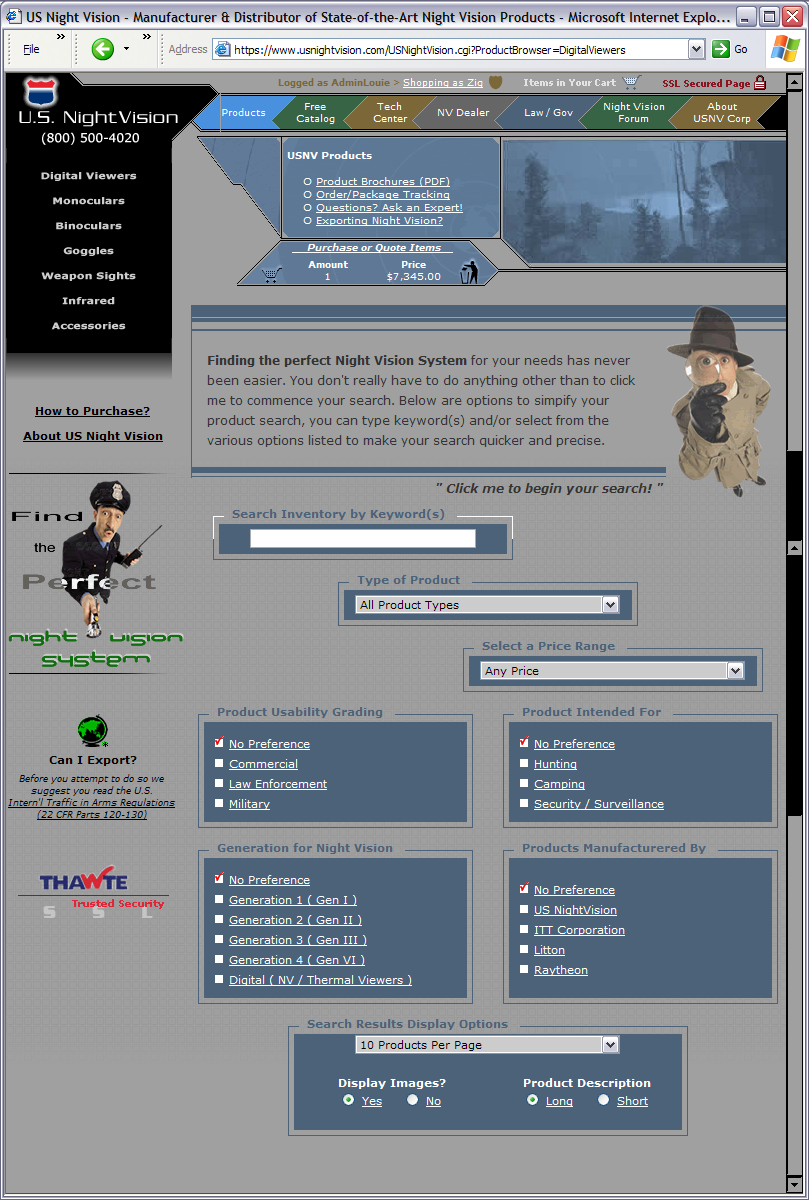 US Night Vision - Manufacturer & Distributor of State-of-the-Art Night Vision Products - Microsoft Internet Explo...
File
Address https://www.usnightvision.com/USNightVision.cgi?ProductBrowser=DigitalViewers Go
Logged as AdminLouie > Shopping as Ziq Items in Your Cart SSL Secured Page
U.S. NightVision
(800) 500-4020
Products Free Catalog Tech Center NV Dealer Law / Gov Night Vision Forum About USNV Corp
USNV Products
Product Brochures (PDF)
Order/Package Tracking
Questions? Ask an Expert!
Exporting Night Vision?
Purchase or Quote Items
Amount Price
1 $7,345.00
Digital Viewers
Monoculars
Binoculars
Goggles
Weapon Sights
Infrared
Accessories
How to Purchase?
About US Night Vision
Find
the
Perfect
night vision
system
Can I Export?
Before you attempt to do so we
suggest you read the U.S.
Intern'l Traffic in Arms Regulations
(22 CFR Parts 120-130)
THAWTE
Trusted Security
S S L
Finding the perfect Night Vision System for your needs has never
been easier. You don't really have to do anything other than to click
me to commence your search. Below are options to simpify your
product search, you can type keyword(s) and/or select from the
various options listed to make your search quicker and precise.
" Click me to begin your search! "
Search Inventory by Keyword(s)
Type of Product
All Product Types
Select a Price Range
Any Price
Product Usability Grading
No Preference
Commercial
Law Enforcement
Military
Product Intended For
No Preference
Hunting
Camping
Security / Surveillance
Generation for Night Vision
No Preference
Generation 1 ( Gen I )
Generation 2 ( Gen II )
Generation 3 ( Gen III )
Generation 4 ( Gen VI )
Digital ( NV / Thermal Viewers )
Products Manufacturered By
No Preference
US NightVision
ITT Corporation
Litton
Raytheon
Search Results Display Options
10 Products Per Page
Display Images? Product Description
Yes No Long Short